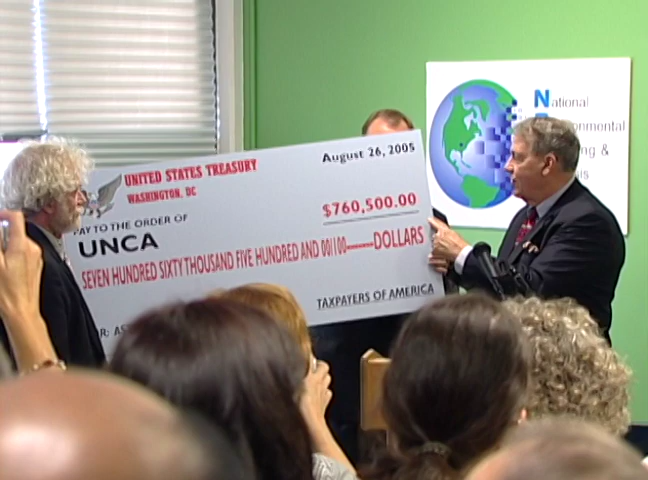 UNITED STATES TREASURY
WASHINGTON, DC
August 26, 2005
PAY TO THE ORDER OF
UNCA
$760,500.00
SEVEN HUNDRED SIXTY THOUSAND FIVE HUNDRED AND 00/100------DOLLARS
TAXPAYERS OF AMERICA
National